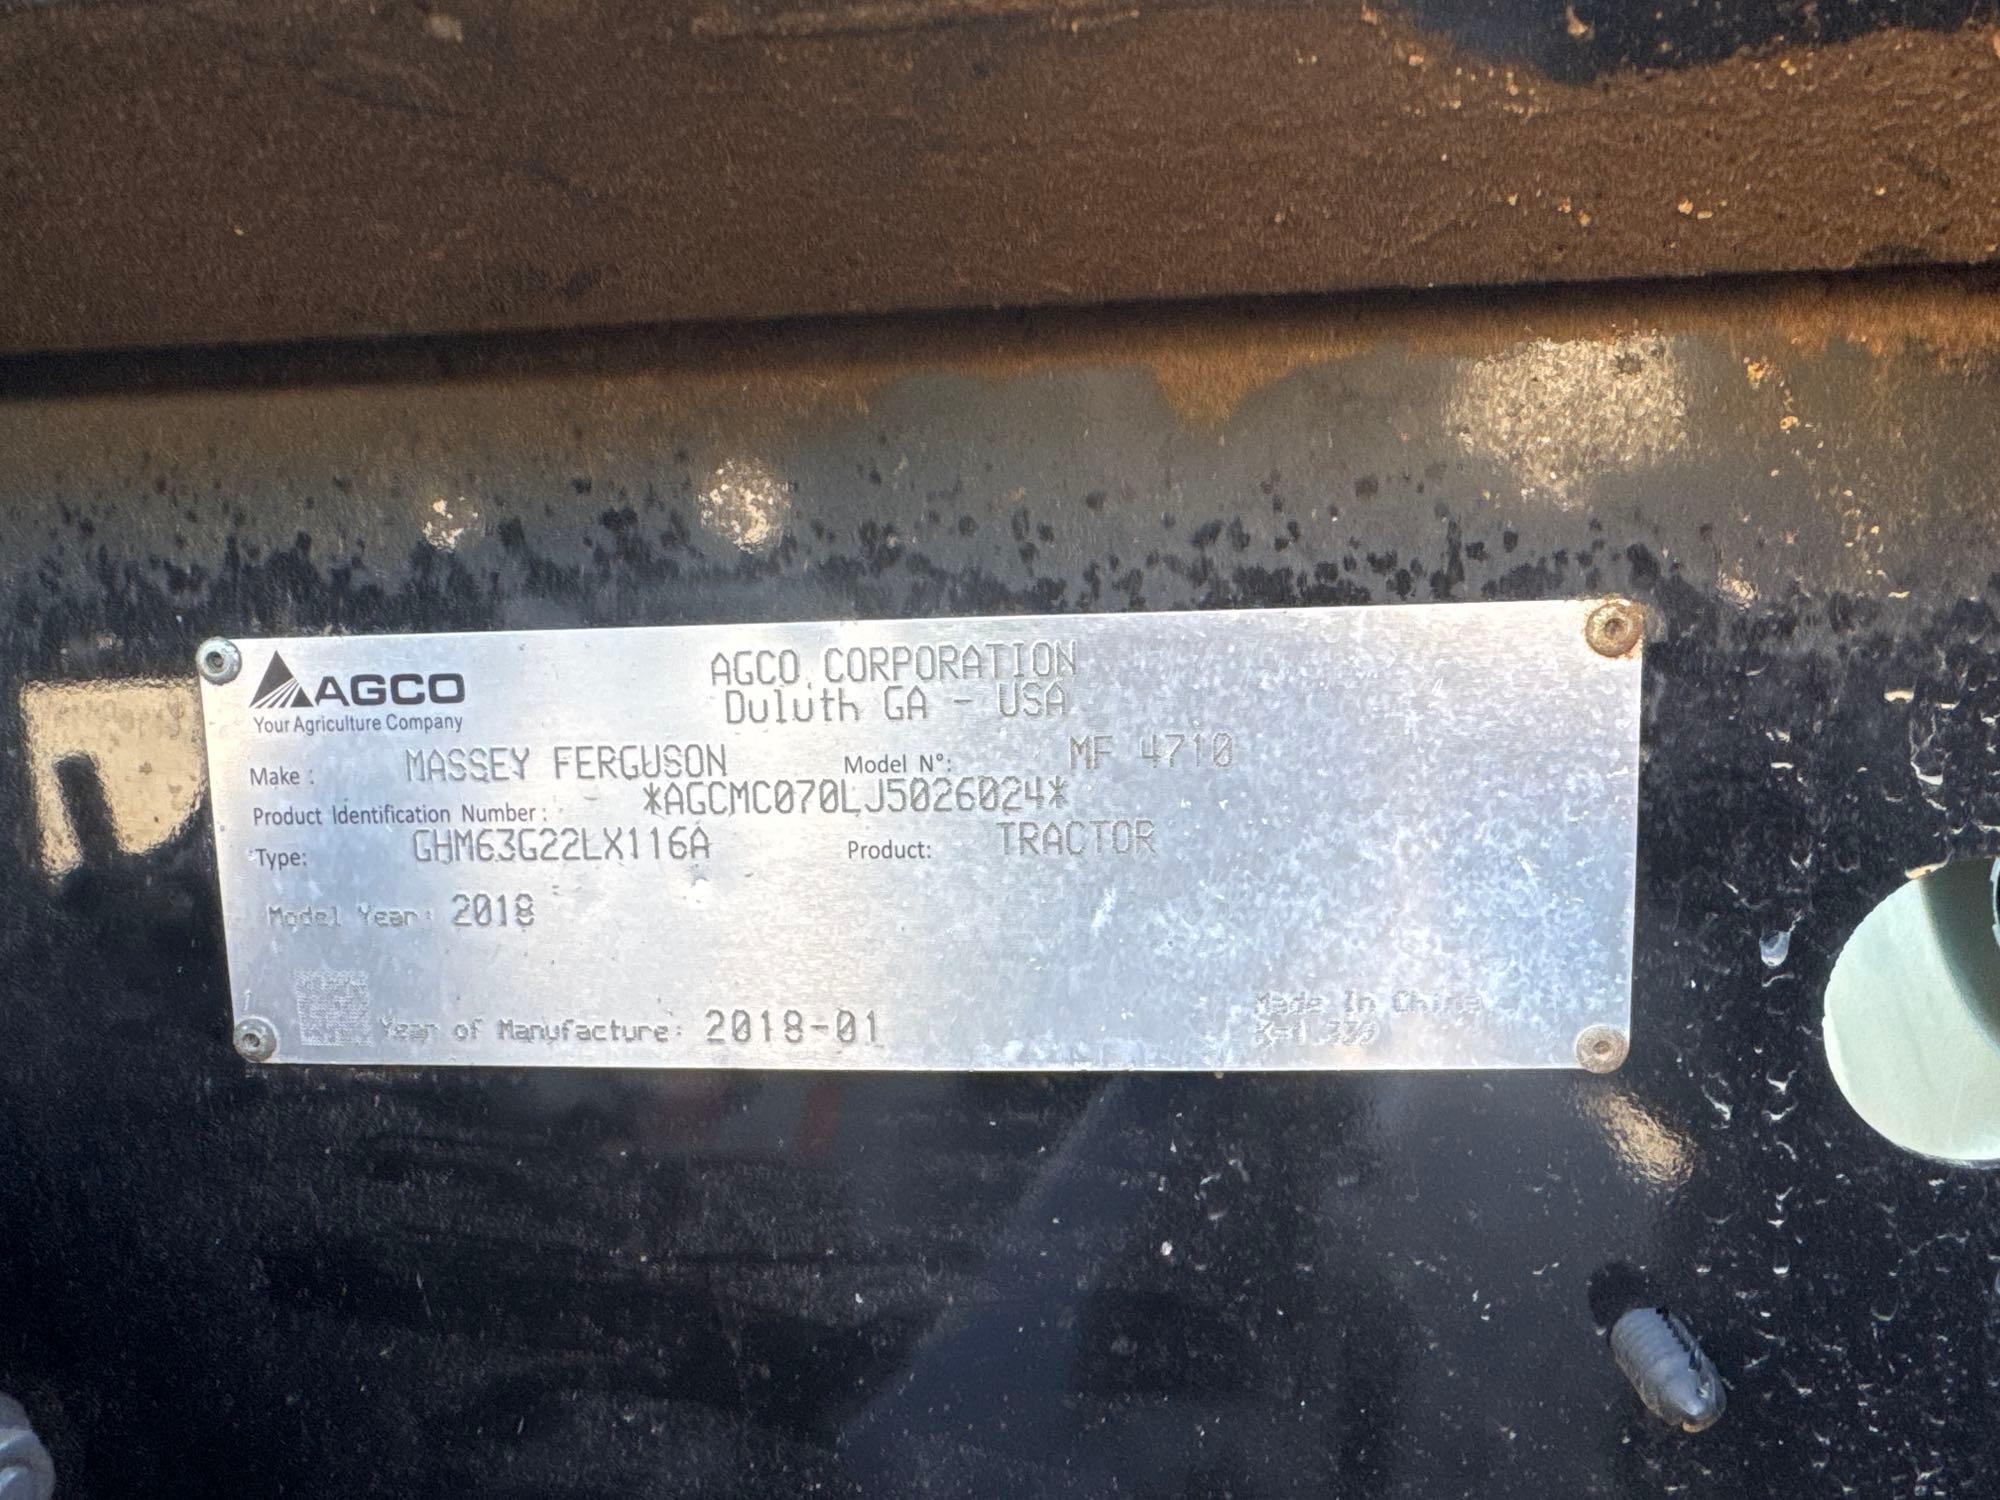 AGCO
Your Agriculture Company
AGCO CORPORATION
Duluth GA - USA
Make : MASSEY FERGUSON Model N°: MF 4710
Product Identification Number : *AGCMC070LJ5026024*
Type: GHM63G22LX116A Product: TRACTOR
Model Year: 2018
Year of Manufacture: 2018-01
Made In China